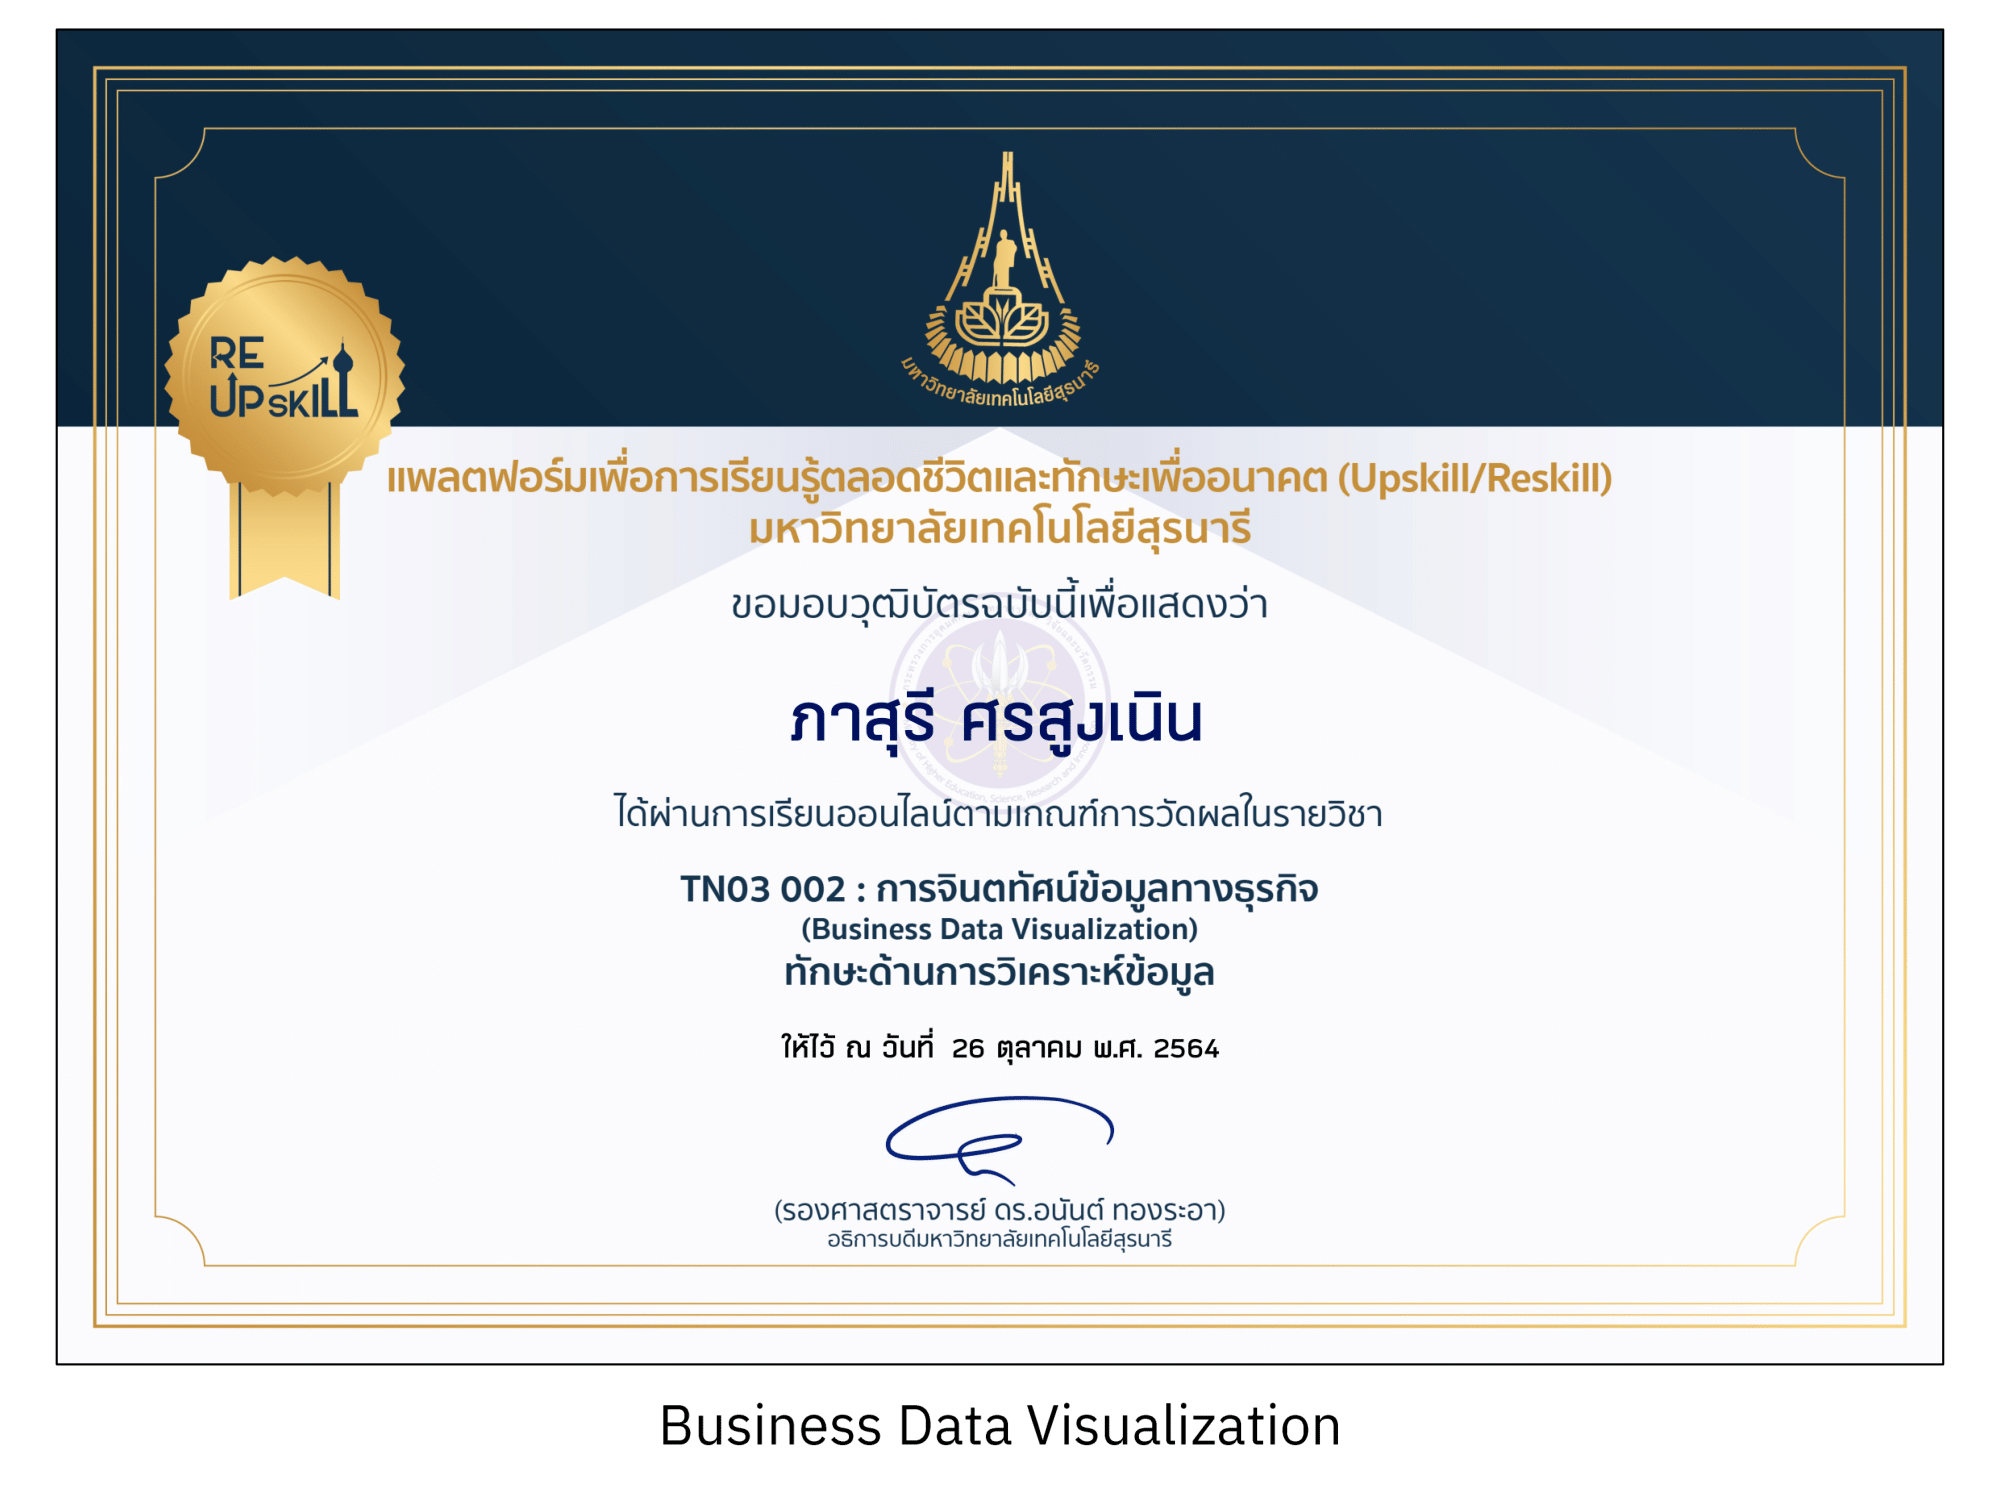 มหาวิทยาลัยเทคโนโลยีสุรนารี
RE
UPSKILL
แพลตฟอร์มเพื่อการเรียนรู้ตลอดชีวิตและทักษะเพื่ออนาคต (Upskill/Reskill)
มหาวิทยาลัยเทคโนโลยีสุรนารี
ขอมอบวุฒิบัตรฉบับนี้เพื่อแสดงว่า
ภาสุรี ศรสูงเนิน
of Higher Education, Science, Research and
ได้ผ่านการเรียนออนไลน์ตามเกณฑ์การวัดผลในรายวิชา
TN03 002 : การจินตทัศน์ข้อมูลทางธุรกิจ
(Business Data Visualization)
ทักษะด้านการวิเคราะห์ข้อมูล
ให้ไว้ ณ วันที่ 26 ตุลาคม พ.ศ. 2564
(รองศาสตราจารย์ ดร.อนันต์ ทองระอา)
อธิการบดีมหาวิทยาลัยเทคโนโลยีสุรนารี
Business Data Visualization